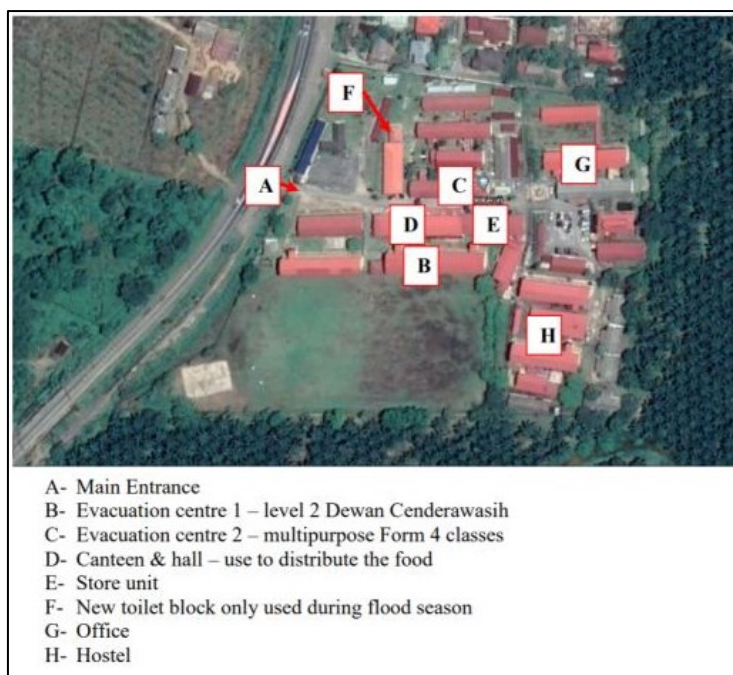 F
A
C
G
D
E
B
H
A- Main Entrance
B- Evacuation centre 1 – level 2 Dewan Cenderawasih
C- Evacuation centre 2 – multipurpose Form 4 classes
D- Canteen & hall – use to distribute the food
E- Store unit
F- New toilet block only used during flood season
G- Office
H- Hostel